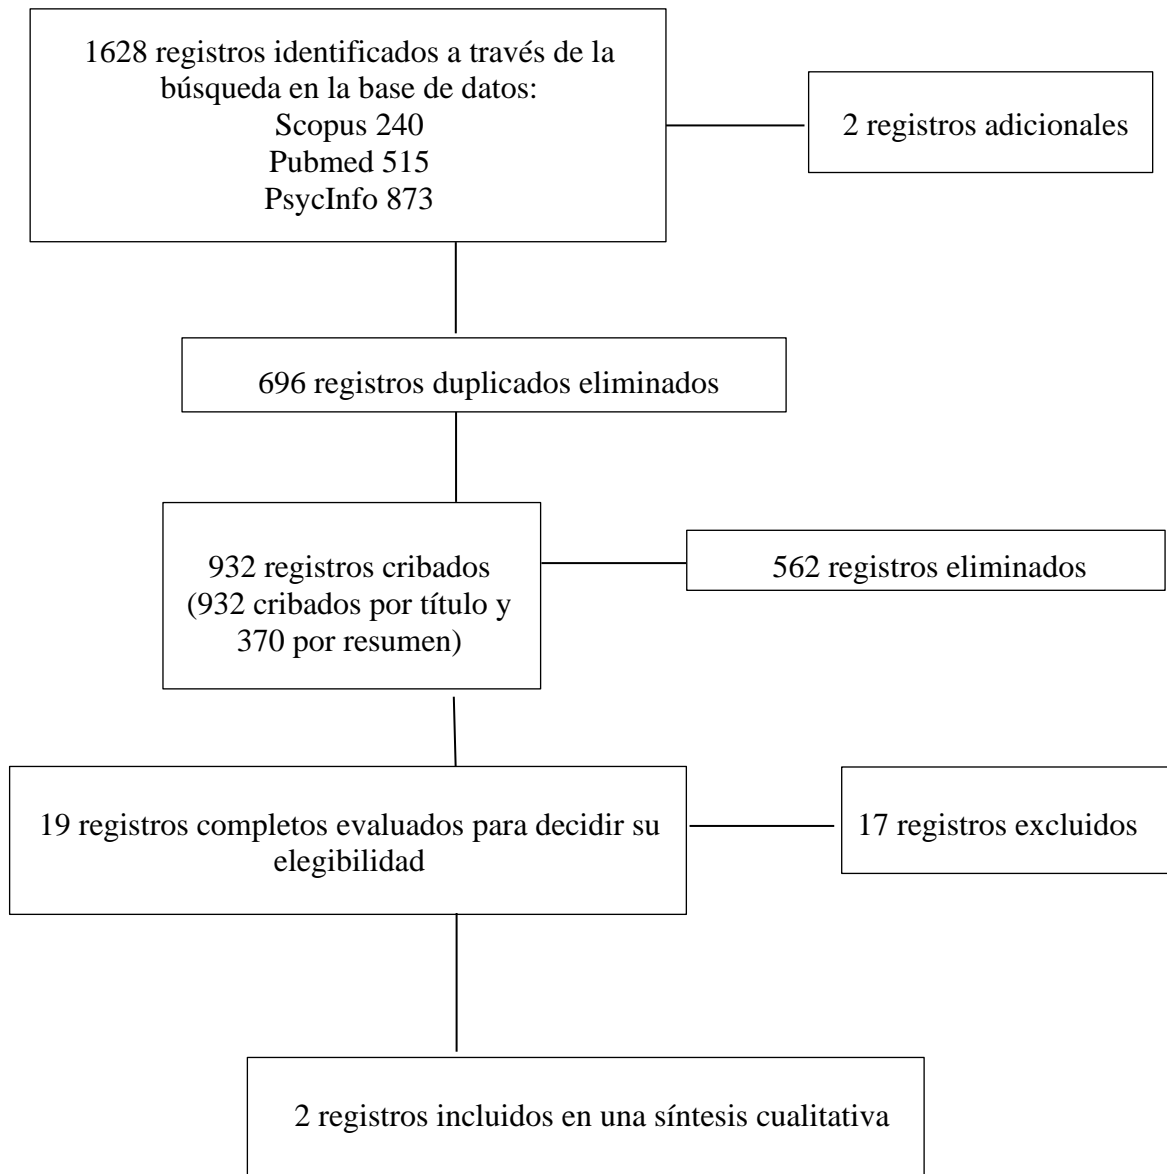 1628 registros identificados a través de la
búsqueda en la base de datos:
Scopus 240
Pubmed 515
PsycInfo 873
2 registros adicionales
696 registros duplicados eliminados
932 registros cribados
(932 cribados por título y
370 por resumen)
562 registros eliminados
19 registros completos evaluados para decidir su
elegibilidad
17 registros excluidos
2 registros incluidos en una síntesis cualitativa